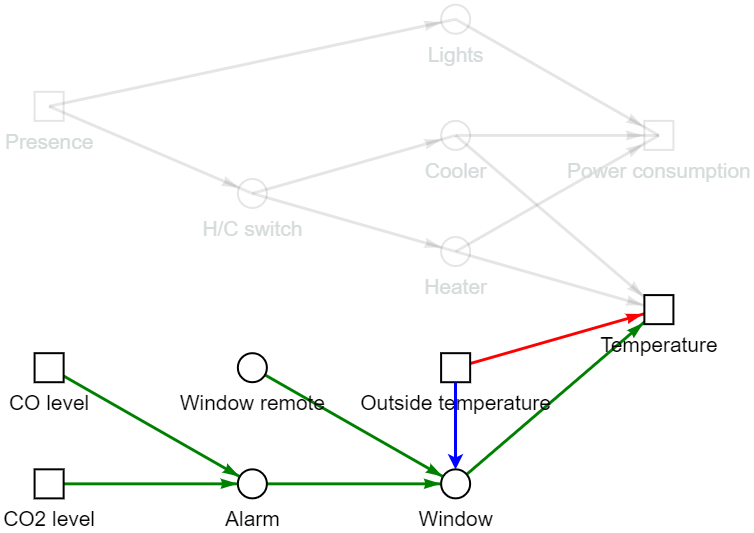 Lights
Presence
Cooler
Power consumption
H/C switch
Heater
Temperature
CO level
Window remote
Outside temperature
CO2 level
Alarm
Window